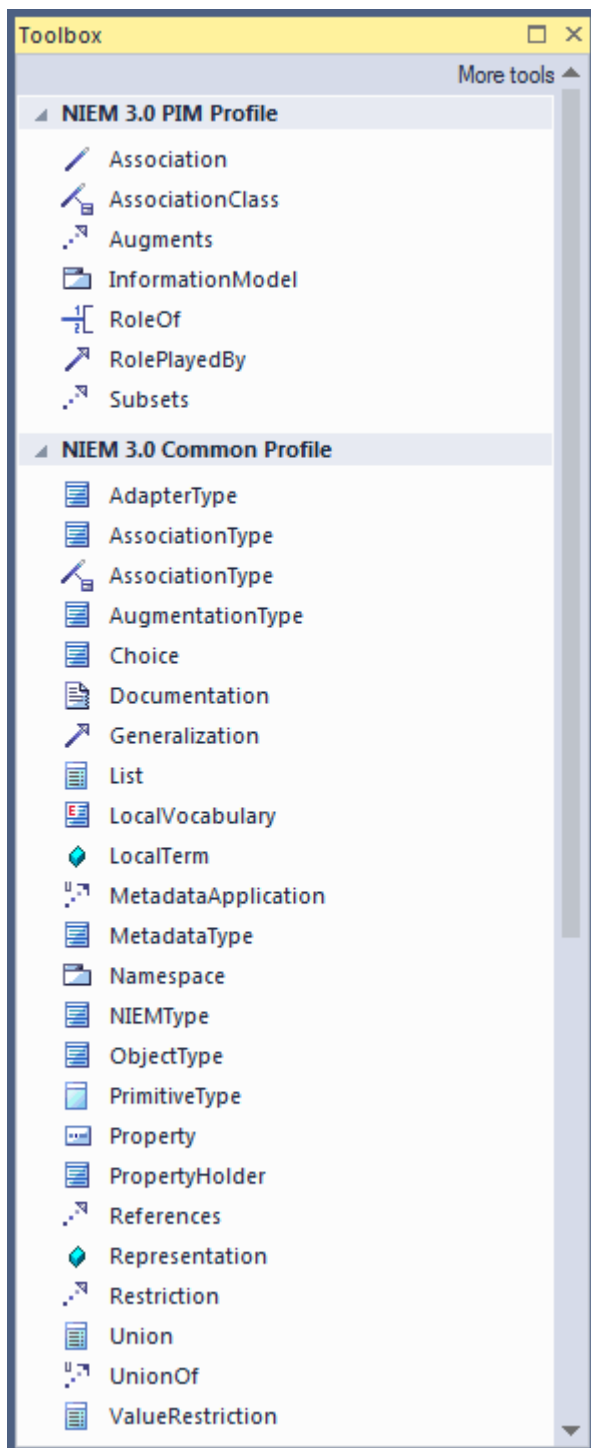 Toolbox
More tools
NIEM 3.0 PIM Profile
Association
AssociationClass
Augments
InformationModel
RoleOf
RolePlayedBy
Subsets
NIEM 3.0 Common Profile
AdapterType
AssociationType
AssociationType
AugmentationType
Choice
Documentation
Generalization
List
LocalVocabulary
LocalTerm
MetadataApplication
MetadataType
Namespace
NIEMType
ObjectType
PrimitiveType
Property
PropertyHolder
References
Representation
Restriction
Union
UnionOf
ValueRestriction